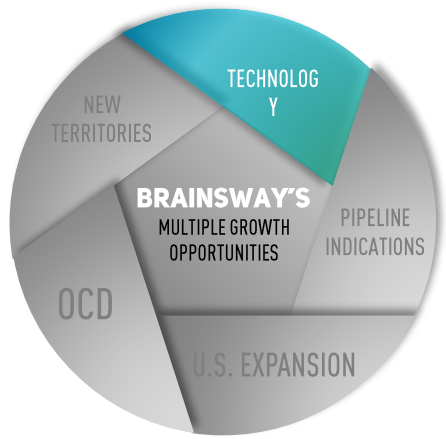 TECHNOLOG
Y
NEW
TERRITORIES
BRAINSWAY'S
MULTIPLE GROWTH
OPPORTUNITIES
PIPELINE
INDICATIONS
OCD
U.S. EXPANSION